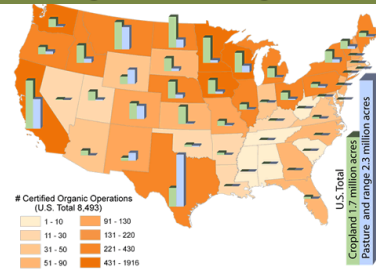 # Certified Organic Operations
(U.S. Total 8,493)
1 - 10
11 - 30
31 - 50
51 - 90
91 - 130
131 - 220
221 - 430
431 - 1916
U.S. Total
Cropland 1.7 million acres
Pasture and range 2.3 million acres